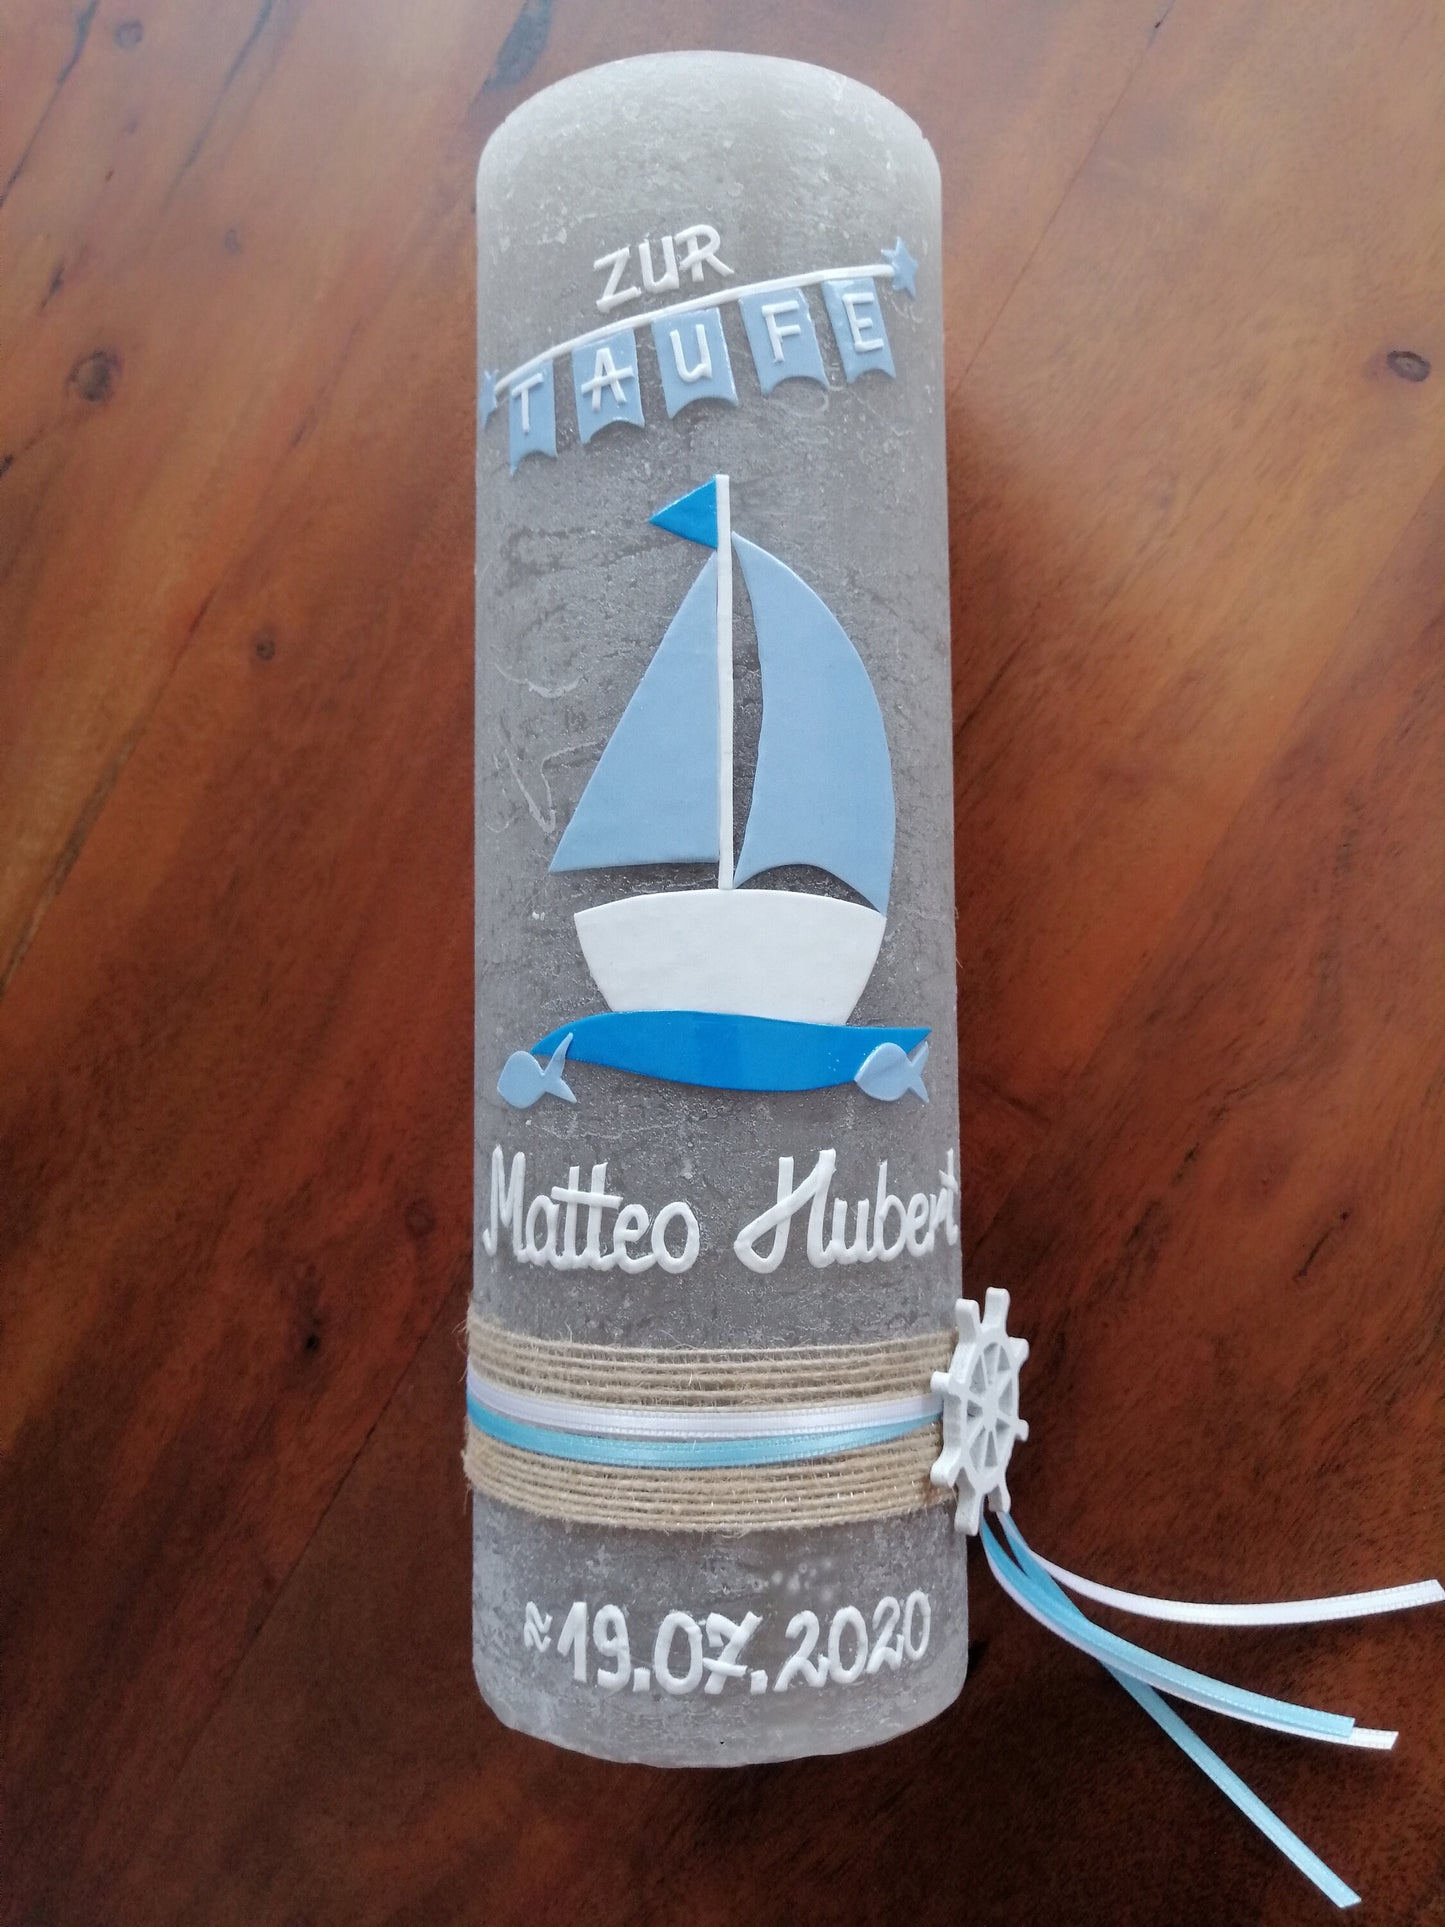 ZUR
TAUFE
Matteo Hubert
≈19.07.2020